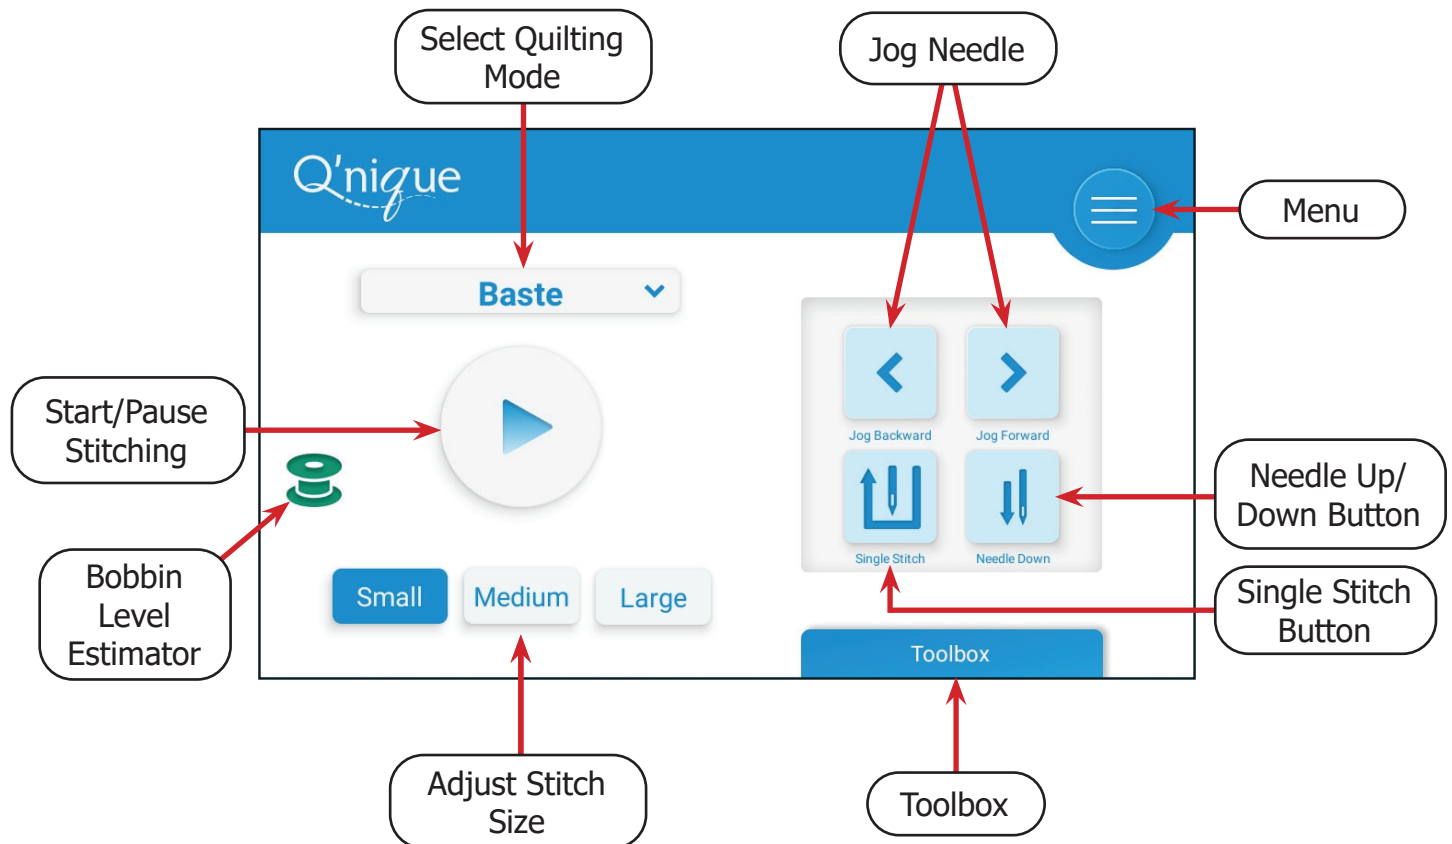 Select Quilting
Mode
Jog Needle
Q'nique
Menu
Baste
Start/Pause
Stitching
Jog Backward
Jog Forward
Needle Up/
Down Button
Single Stitch
Needle Down
Bobbin
Level
Estimator
Small
Medium
Large
Single Stitch
Button
Toolbox
Adjust Stitch
Size
Toolbox